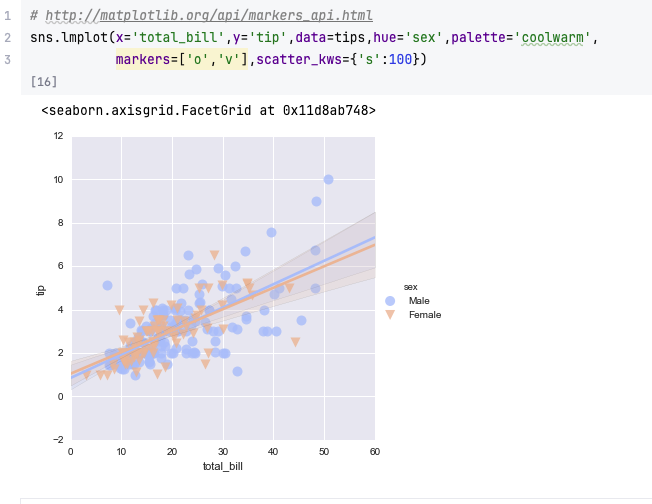 1 # http://matplotlib.org/api/markers_api.html
2 sns.lmplot(x='total_bill',y='tip',data=tips,hue='sex',palette='coolwarm',
3 markers=['o','v'],scatter_kws={'s':100})
[16]
<seaborn.axisgrid.FacetGrid at 0x11d8ab748>
12
10
8
6
4
2
0
−2
tip
0 10 20 30 40 50 60
total_bill
sex
Male
Female